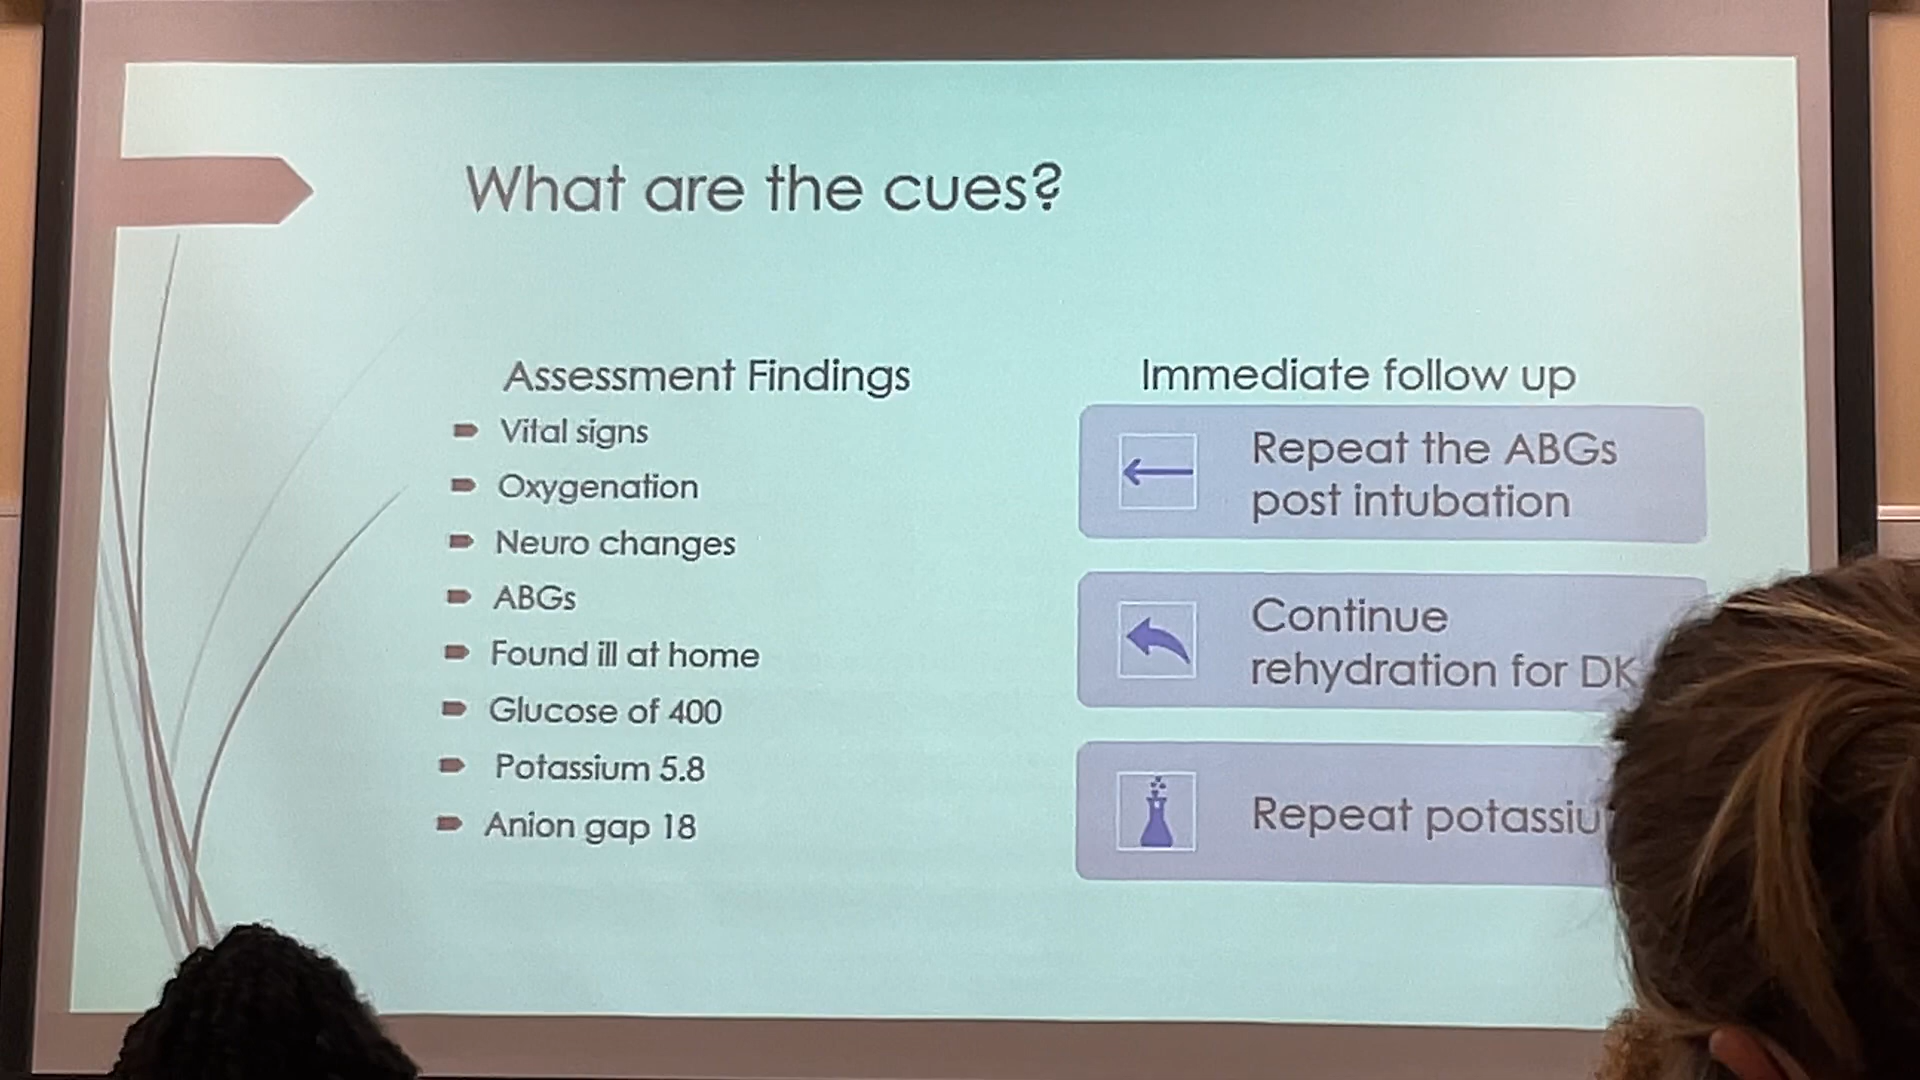 What are the cues?
Assessment Findings
Vital signs
Oxygenation
Neuro changes
ABGs
Found ill at home
Glucose of 400
Potassium 5.8
Anion gap 18
Immediate follow up
Repeat the ABGs
post intubation
Continue
rehydration for
Repeat